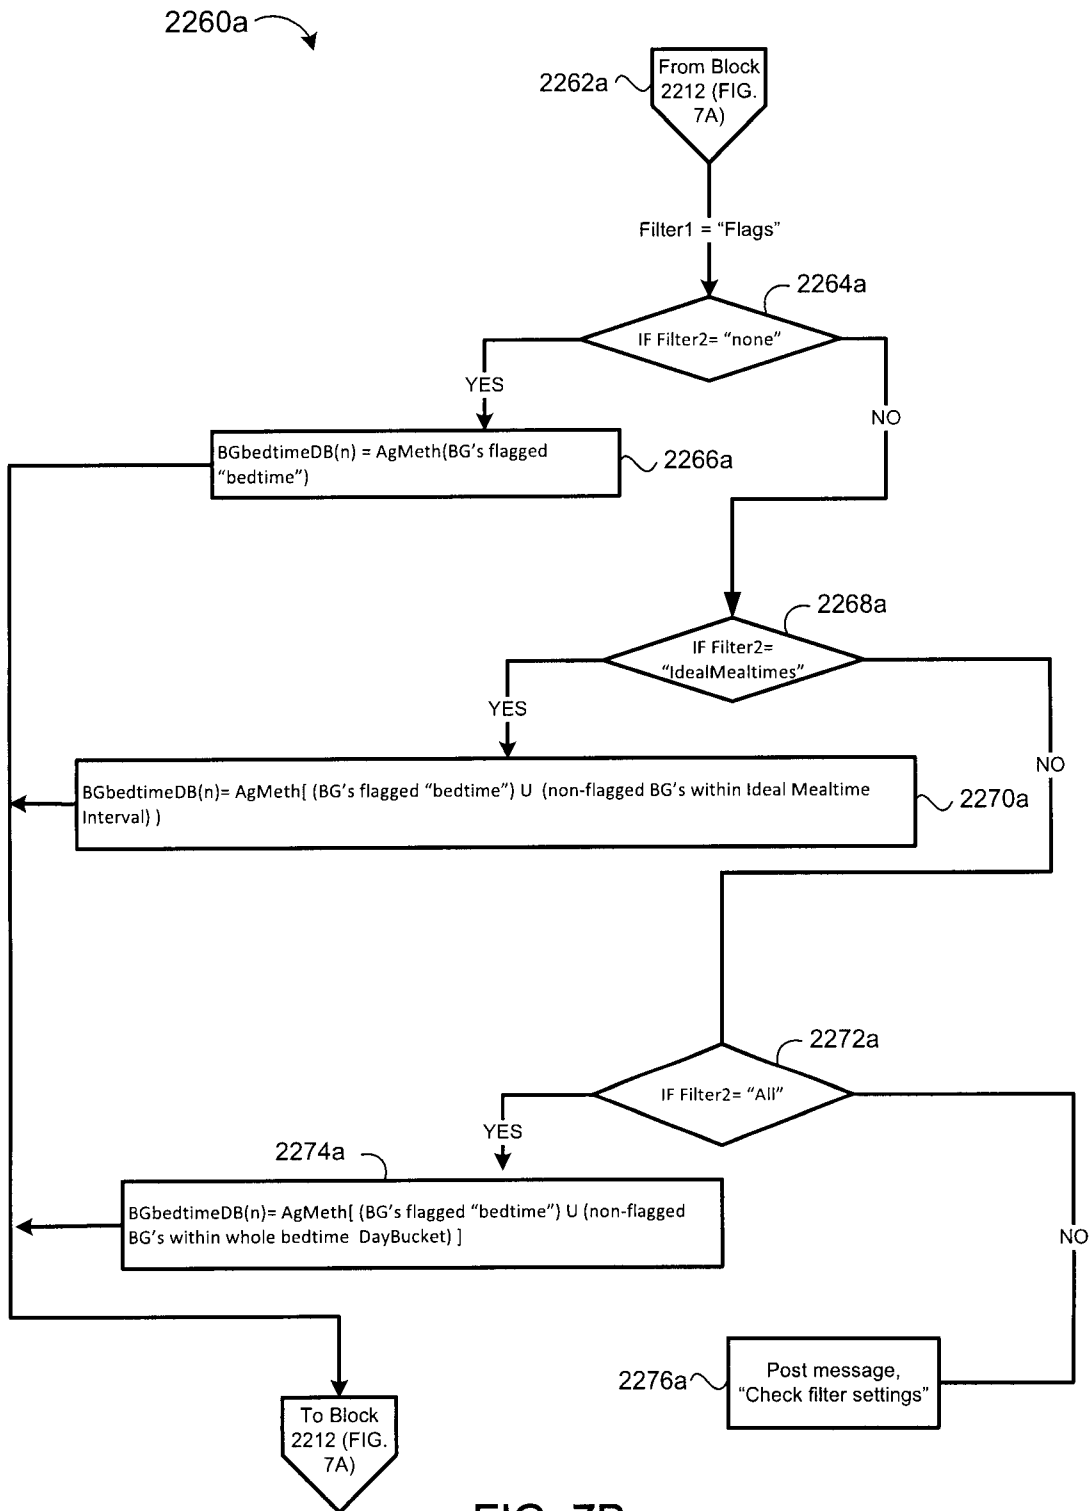 2260a
2262a
From Block
2212 (FIG.
7A)
Filter1 = “Flags”
2264a
IF Filter2= “none”
YES
NO
BGbedtimeDB(n) = AgMeth(BG’s flagged
“bedtime”)
2266a
2268a
IF Filter2=
“IdealMealtimes”
YES
NO
BGbedtimeDB(n)= AgMeth[ (BG’s flagged “bedtime”) U (non-flagged BG’s within Ideal Mealtime
Interval) )
2270a
2272a
IF Filter2= “All”
YES
NO
2274a
BGbedtimeDB(n)= AgMeth[ (BG’s flagged “bedtime”) U (non-flagged
BG’s within whole bedtime DayBucket) ]
2276a
Post message,
“Check filter settings”
To Block
2212 (FIG.
7A)